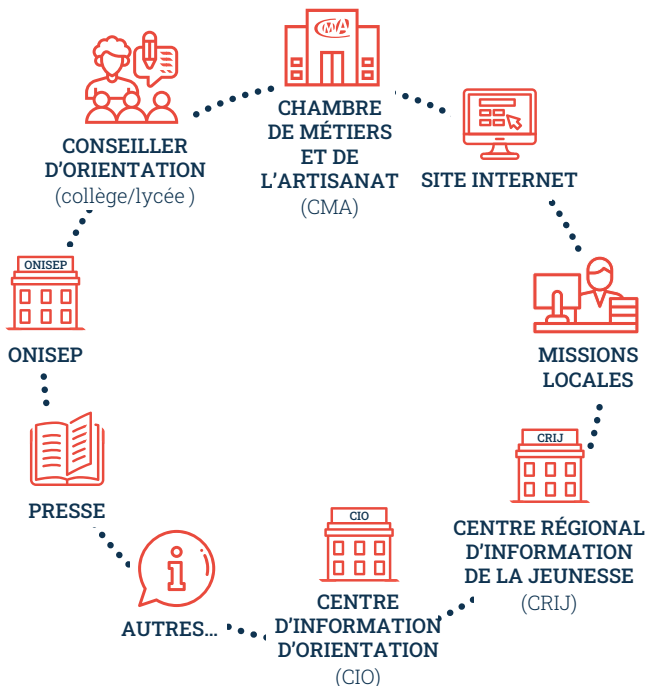 CMA
CHAMBRE
DE MÉTIERS
ET DE
L'ARTISANAT
(CMA)
SITE INTERNET
MISSIONS
LOCALES
CRIJ
CENTRE RÉGIONAL
D'INFORMATION
DE LA JEUNESSE
(CRIJ)
CIO
CENTRE
D'INFORMATION
D'ORIENTATION
(CIO)
AUTRES...
PRESSE
ONISEP
ONISEP
CONSEILLER
D'ORIENTATION
(collège/lycée )